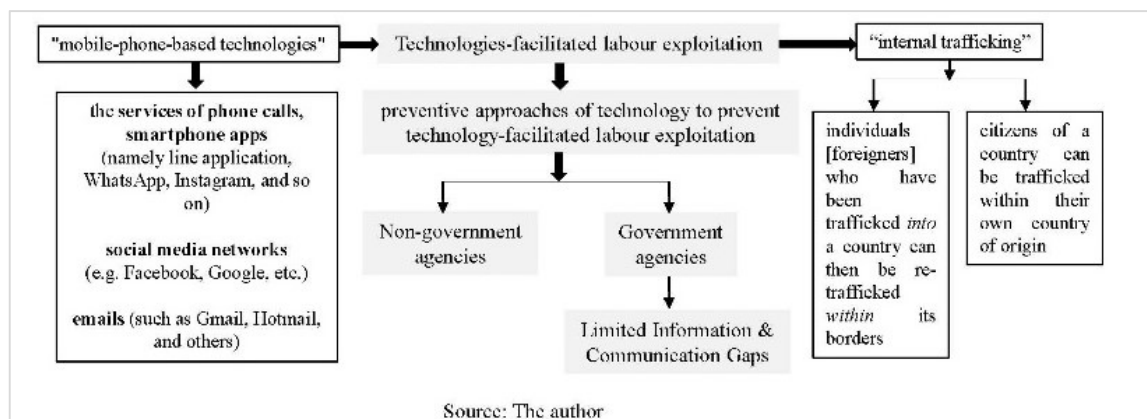 "mobile-phone-based technologies"
Technologies-facilitated labour exploitation
“internal trafficking”
the services of phone calls,
smartphone apps
(namely line application,
WhatsApp, Instagram, and so
on)
social media networks
(e.g. Facebook, Google, etc.)
emails (such as Gmail, Hotmail,
and others)
preventive approaches of technology to prevent
technology-facilitated labour exploitation
Non-government
agencies
Government
agencies
Limited Information &
Communication Gaps
individuals
[foreigners]
who have
been
trafficked into
a country can
then be re-
trafficked
within its
borders
citizens of a
country can
be trafficked
within their
own country
of origin
Source: The author